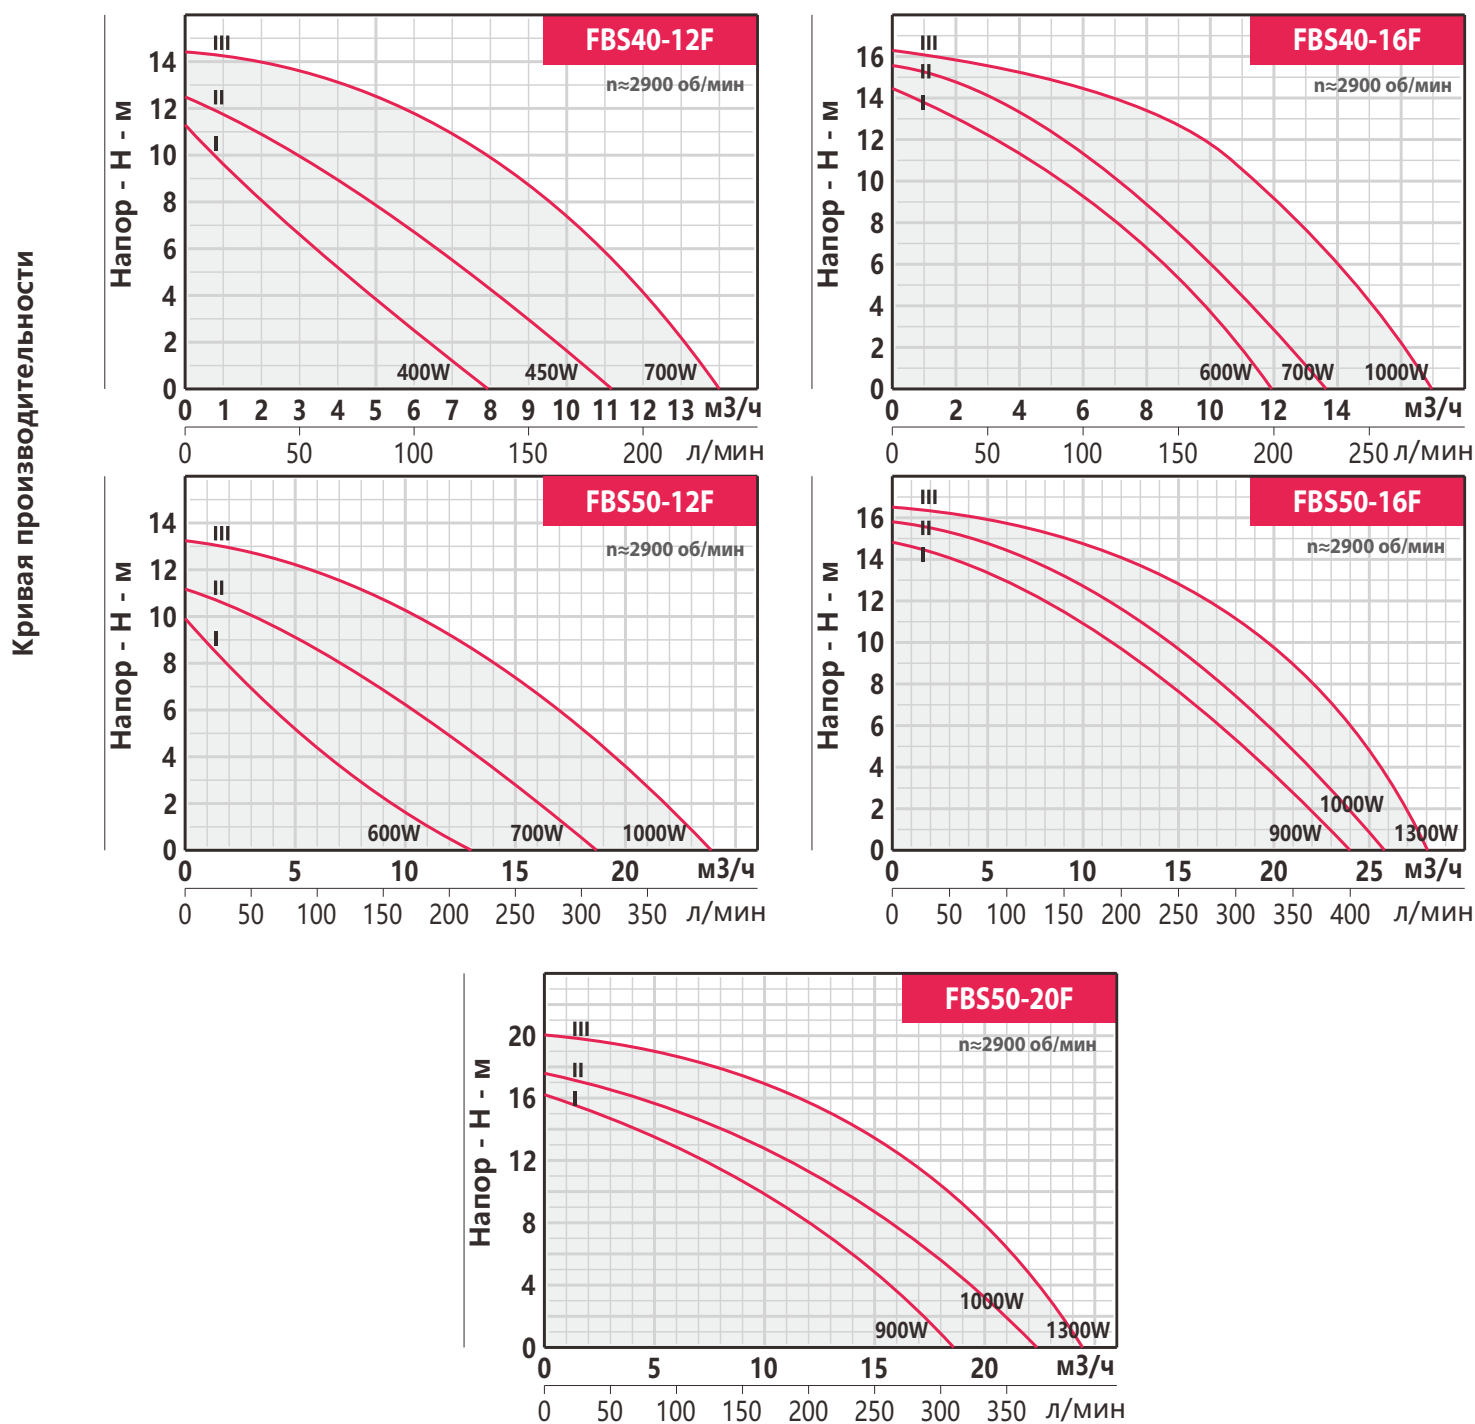 Кривая производительности
FBS40-12F
n≈2900 об/мин
Напор - Н - м
14
12
10
8
6
4
2
0
III
II
I
400W 450W 700W
0 1 2 3 4 5 6 7 8 9 10 11 12 13 м3/ч
0 50 100 150 200 л/мин
FBS40-16F
n≈2900 об/мин
Напор - Н - м
16
14
12
10
8
6
4
2
0
III
II
I
600W 700W 1000W
0 2 4 6 8 10 12 14 м3/ч
0 50 100 150 200 250 л/мин
FBS50-12F
n≈2900 об/мин
Напор - Н - м
14
12
10
8
6
4
2
0
III
II
I
600W 700W 1000W
0 5 10 15 20 м3/ч
0 50 100 150 200 250 300 350 л/мин
FBS50-16F
n≈2900 об/мин
Напор - Н - м
16
14
12
10
8
6
4
2
0
III
II
I
1000W
900W 1300W
0 5 10 15 20 25 м3/ч
0 50 100 150 200 250 300 350 400 л/мин
FBS50-20F
n≈2900 об/мин
Напор - Н - м
20
16
12
8
4
0
III
II
I
1000W
900W 1300W
0 5 10 15 20 м3/ч
0 50 100 150 200 250 300 350 л/мин